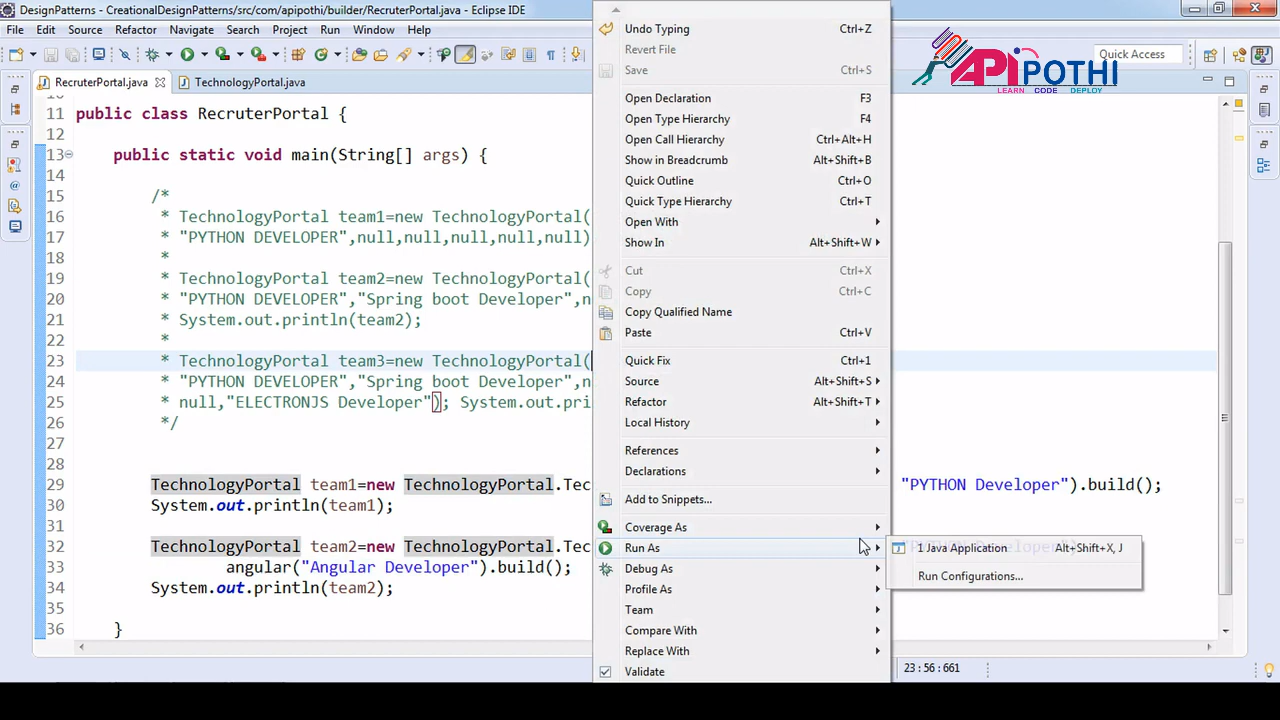 DesignPatterns - CreationalDesignPatterns/src/com/apipothi/builder/RecruterPortal.java - Eclipse IDE
File Edit Source Refactor Navigate Search Project Run Window Help
Quick Access
APiPOTHI
LEARN CODE DEPLOY
RecruterPortal.java TechnologyPortal.java
11 public class RecruterPortal {
12
13 public static void main(String[] args) {
14
15 /*
16 * TechnologyPortal team1=new TechnologyPortal(
17 * "PYTHON DEVELOPER",null,null,null,null,null)
18 *
19 * TechnologyPortal team2=new TechnologyPortal(
20 * "PYTHON DEVELOPER","Spring boot Developer",n
21 * System.out.println(team2);
22 *
23 * TechnologyPortal team3=new TechnologyPortal(
24 * "PYTHON DEVELOPER","Spring boot Developer",n
25 * null,"ELECTRONJS Developer"); System.out.pri
26 */
27
28
29 TechnologyPortal team1=new TechnologyPortal.Tec "PYTHON Developer").build();
30 System.out.println(team1);
31
32 TechnologyPortal team2=new TechnologyPortal.Tec
33 angular("Angular Developer").build();
34 System.out.println(team2);
35
36 }
Undo Typing Ctrl+Z
Revert File
Save Ctrl+S
Open Declaration F3
Open Type Hierarchy F4
Open Call Hierarchy Ctrl+Alt+H
Show in Breadcrumb Alt+Shift+B
Quick Outline Ctrl+O
Quick Type Hierarchy Ctrl+T
Open With
Show In Alt+Shift+W
Cut Ctrl+X
Copy Ctrl+C
Copy Qualified Name
Paste Ctrl+V
Quick Fix Ctrl+1
Source Alt+Shift+S
Refactor Alt+Shift+T
Local History
References
Declarations
Add to Snippets...
Coverage As
Run As
Debug As
Profile As
Team
Compare With
Replace With
Validate
1 Java Application Alt+Shift+X, J
Run Configurations...
23 : 56 : 661